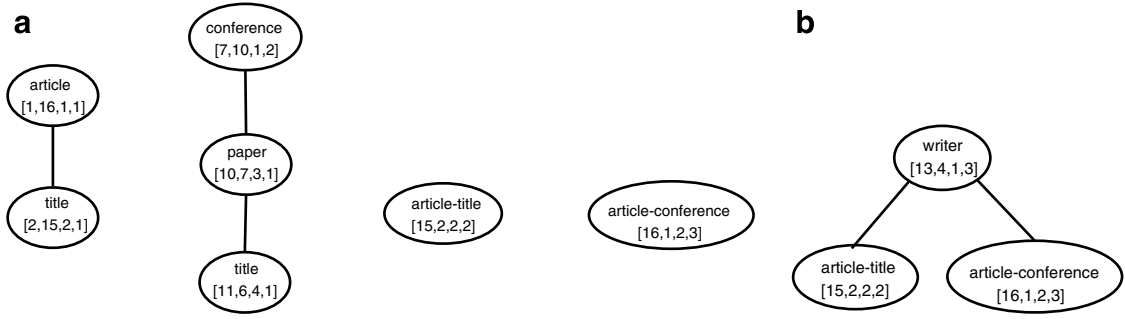 a
conference
[7,10,1,2]
article
[1,16,1,1]
paper
[10,7,3,1]
title
[2,15,2,1]
article-title
[15,2,2,2]
article-conference
[16,1,2,3]
title
[11,6,4,1]
b
writer
[13,4,1,3]
article-title
[15,2,2,2]
article-conference
[16,1,2,3]